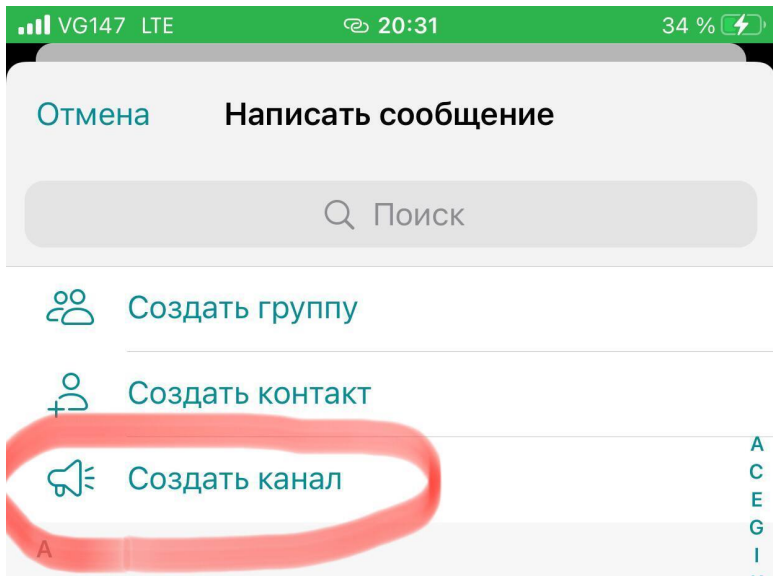 VG147 LTE 20:31 34 %
Отмена Написать сообщение
Поиск
Создать группу
Создать контакт
Создать канал
A
C
E
G
I
A